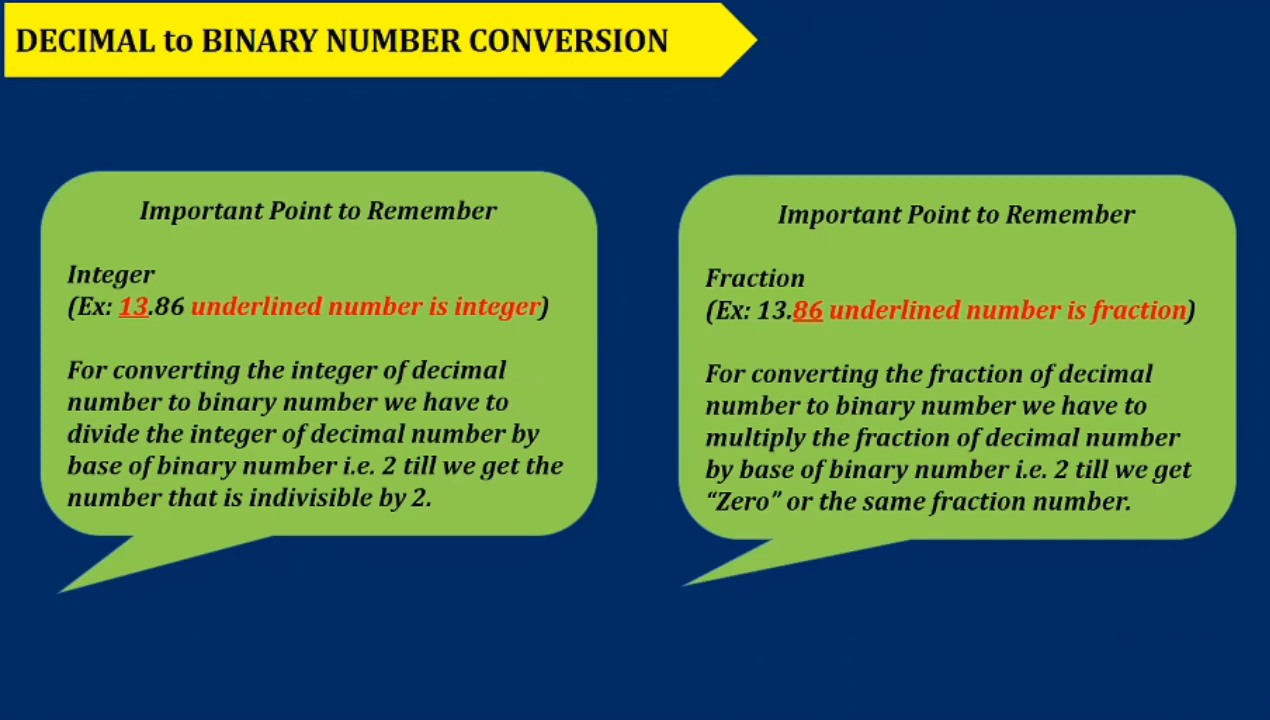 DECIMAL to BINARY NUMBER CONVERSION
Important Point to Remember
Integer
(Ex: 13.86 underlined number is integer)
For converting the integer of decimal
number to binary number we have to
divide the integer of decimal number by
base of binary number i.e. 2 till we get the
number that is indivisible by 2.
Important Point to Remember
Fraction
(Ex: 13.86 underlined number is fraction)
For converting the fraction of decimal
number to binary number we have to
multiply the fraction of decimal number
by base of binary number i.e. 2 till we get
“Zero” or the same fraction number.